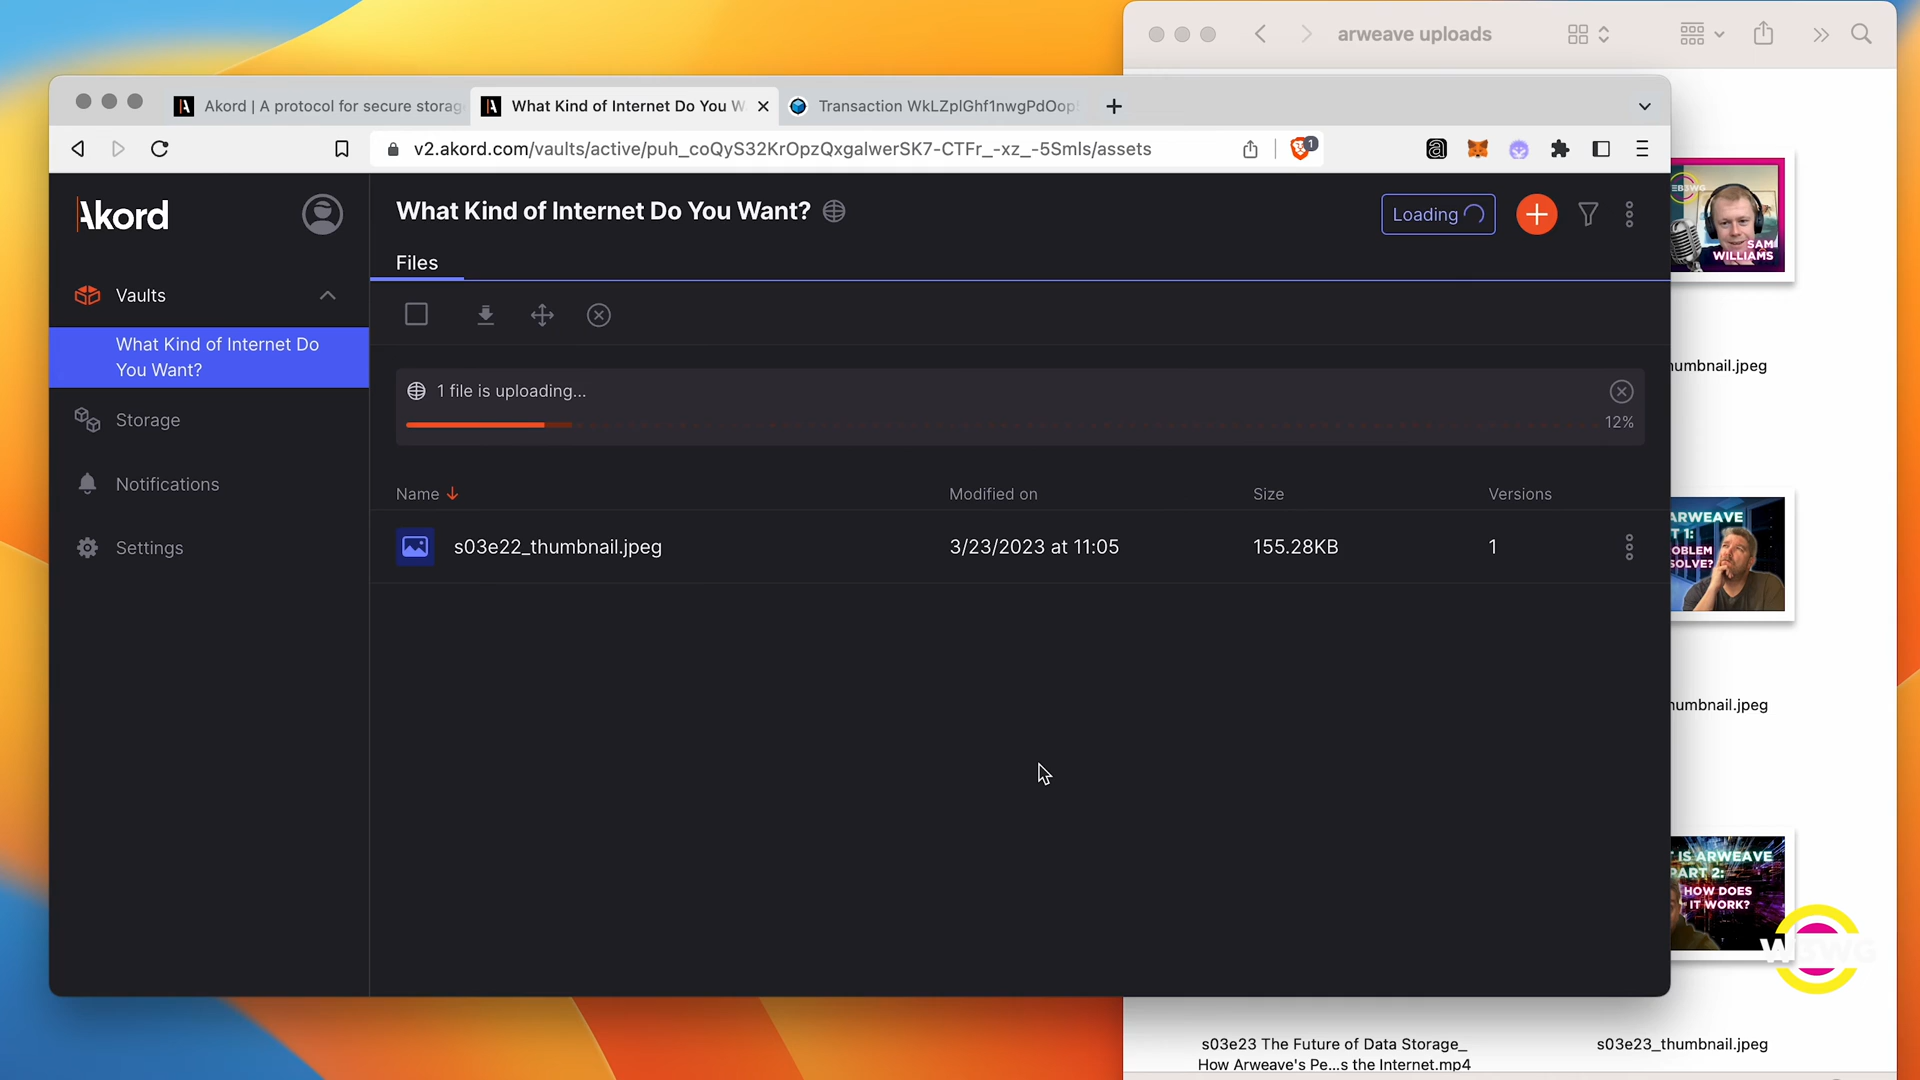 arweave uploads
Akord | A protocol for secure storag
What Kind of Internet Do You W
Transaction WkLZplGhf1nwgPdOop
v2.akord.com/vaults/active/puh_coQyS32KrOpzQxgalwerSK7-CTFr_-xz_-5SmIs/assets
1
Akord
What Kind of Internet Do You Want?
Loading
Files
Vaults
What Kind of Internet Do
You Want?
Storage
Notifications
Settings
1 file is uploading...
12%
Name
Modified on
Size
Versions
s03e22_thumbnail.jpeg
3/23/2023 at 11:05
155.28KB
1
SAM
WILLIAMS
umbnail.jpeg
ARWEAVE
T 1:
OBLEM
SOLVE?
umbnail.jpeg
IS ARWEAVE
PART 2:
HOW DOES
IT WORK?
W3WG
s03e23 The Future of Data Storage_
How Arweave's Pe...s the Internet.mp4
s03e23_thumbnail.jpeg